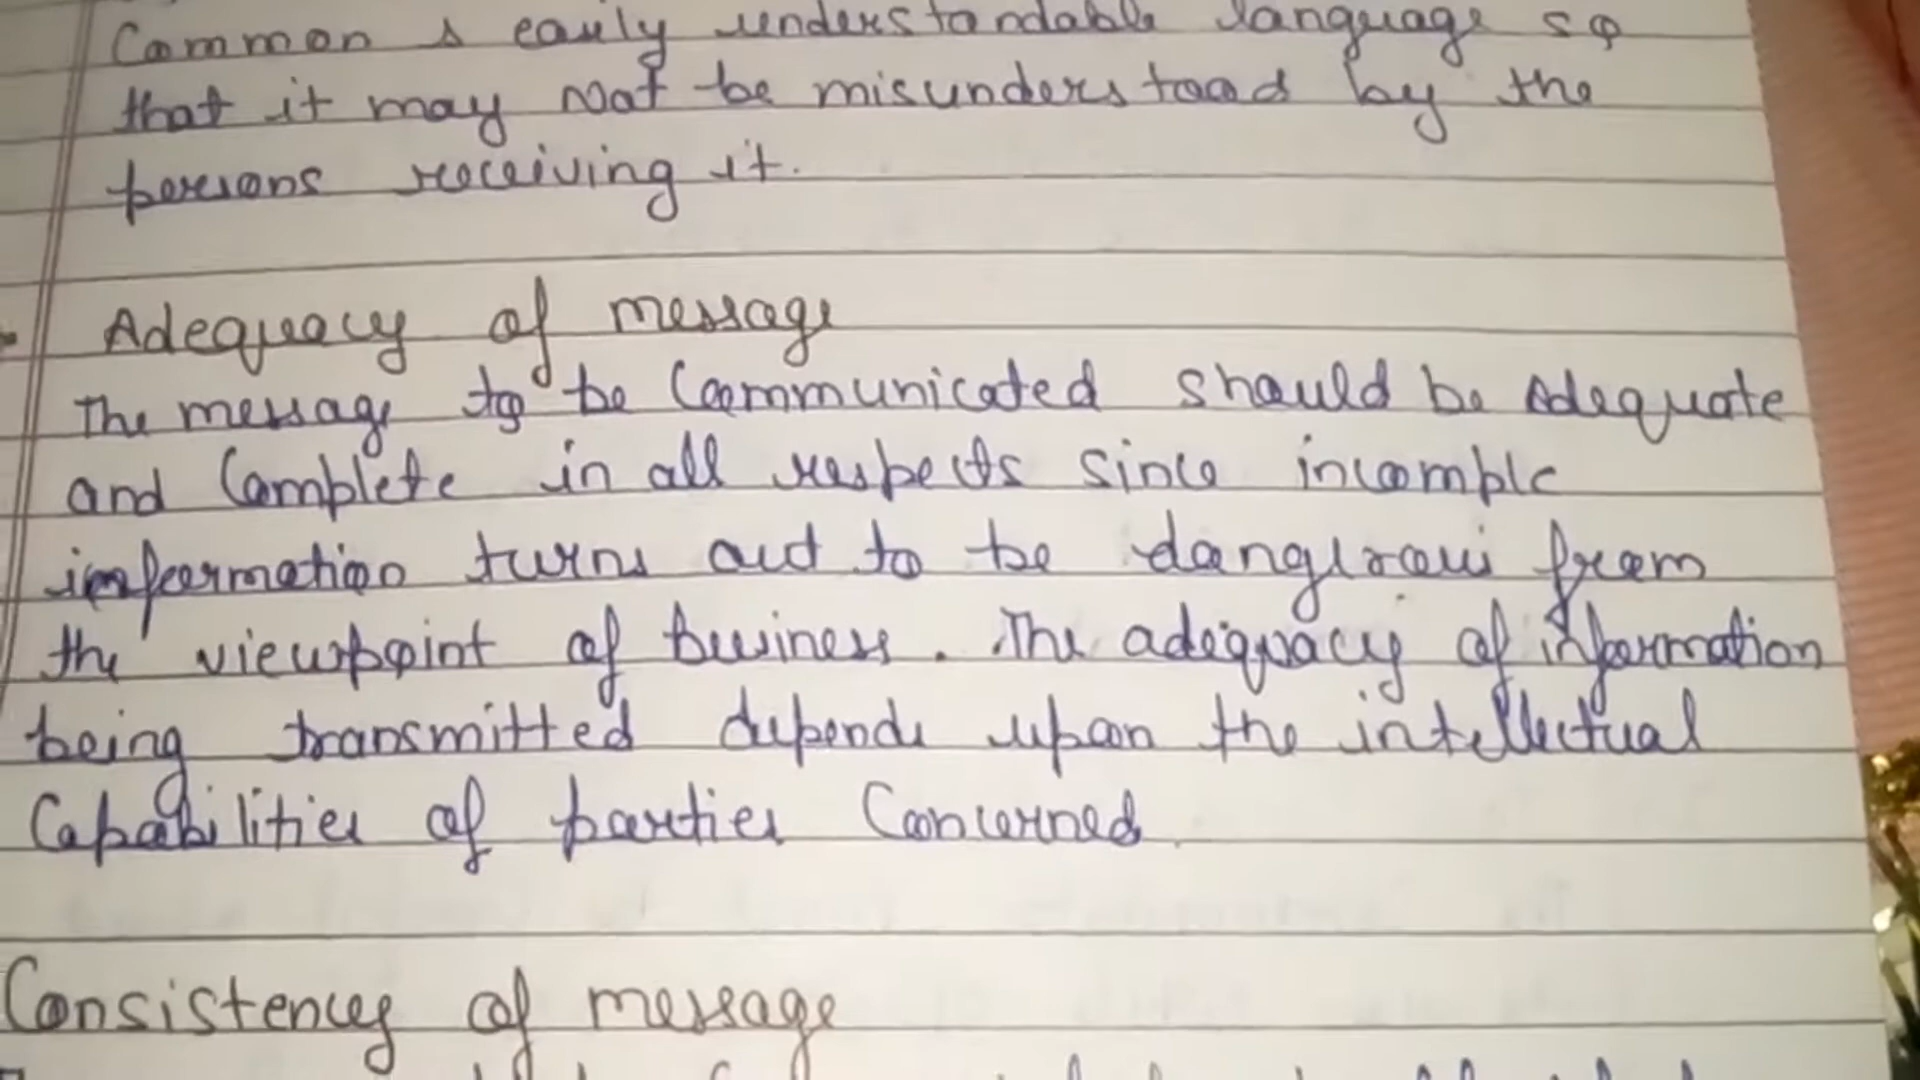 Common & easily understandable language so
that it may not be misunderstood by the
persons receiving it.
Adequacy of message
The message to be Communicated should be Adequate
and Complete in all respects since incomple
information turns out to be dangerous from
the viewpoint of business. The adequacy of information
being transmitted depends upon the intellectual
Capabilities of parties Concerned.
Consistency of message